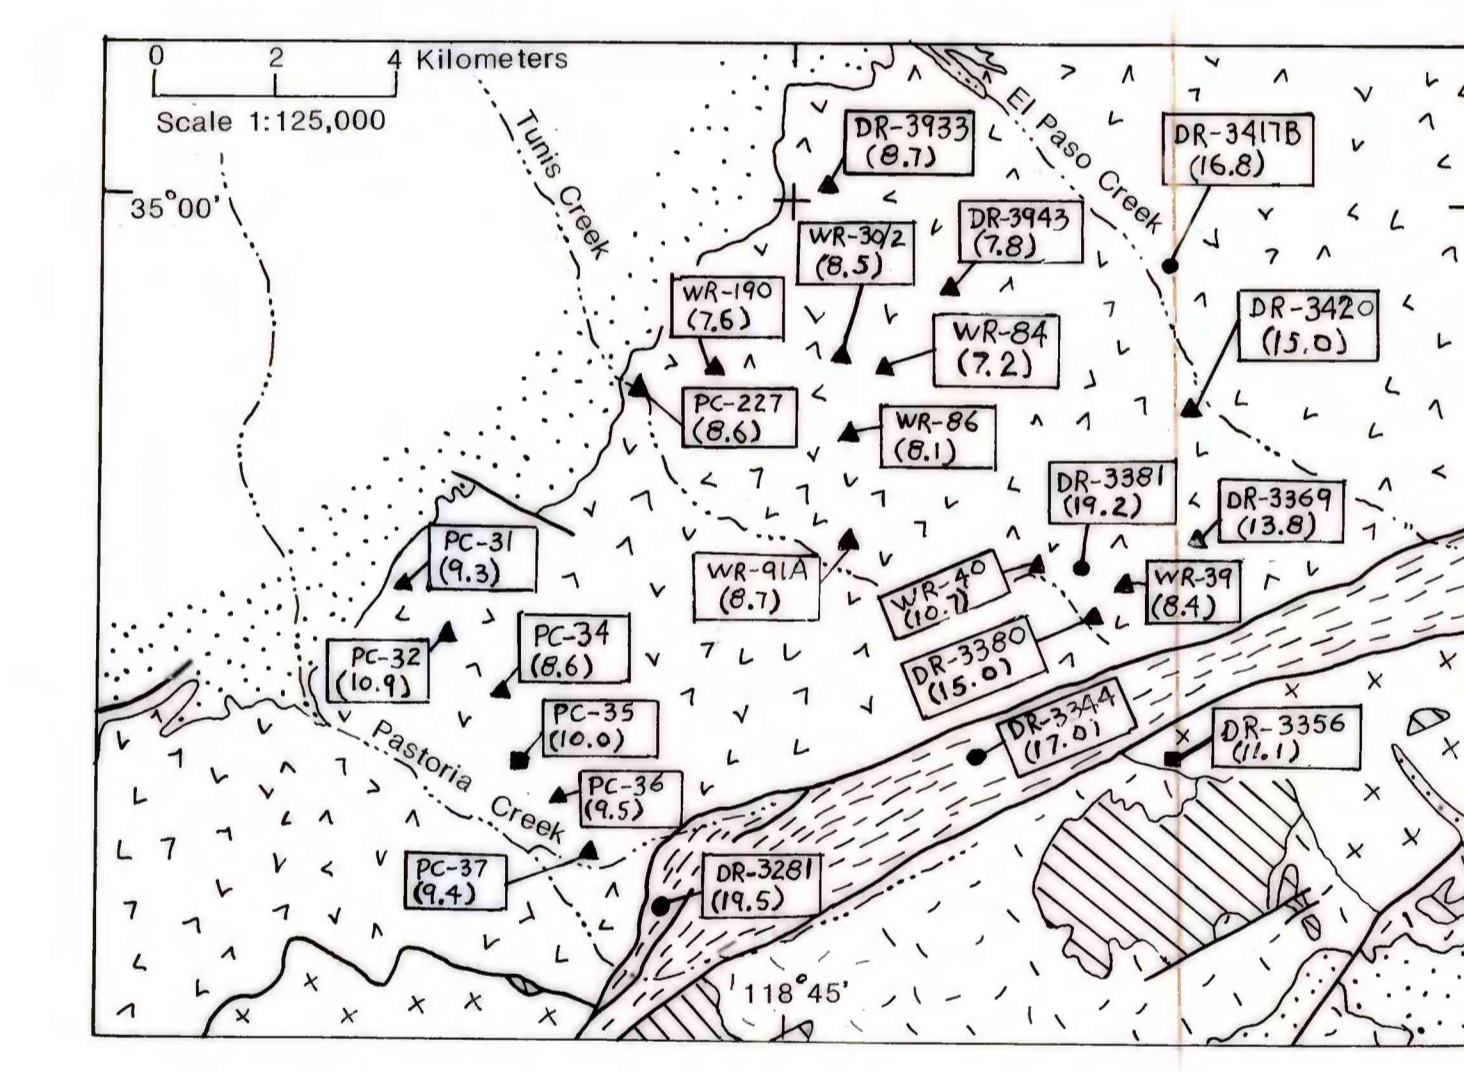 0 2 4 Kilometers
Scale 1:125,000
35°00'
Tunis Creek
El Paso Creek
DR-3933
(8.7)
DR-3417B
(16.8)
WR-30/2
(8.5)
DR-3943
(7.8)
WR-190
(7.6)
WR-84
(7.2)
DR-3420
(15.0)
PC-227
(8.6)
WR-86
(8.1)
DR-3381
(19.2)
DR-3369
(13.8)
PC-31
(9.3)
WR-91A
(8.7)
WR-40
(10.7)
WR-39
(8.4)
PC-32
(10.9)
PC-34
(8.6)
DR-3380
(15.0)
PC-35
(10.0)
DR-3344
(17.0)
DR-3356
(11.1)
Pastoria Creek
PC-36
(9.5)
PC-37
(9.4)
DR-3281
(19.5)
118°45'